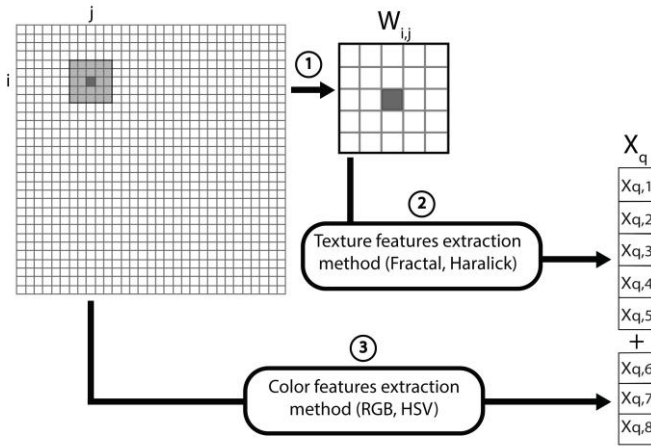 j
i
1
W i,j
2
Texture features extraction
method (Fractal, Haralick)
3
Color features extraction
method (RGB, HSV)
X q
Xq,1
Xq,2
Xq,3
Xq,4
Xq,5
+
Xq,6
Xq,7
Xq,8